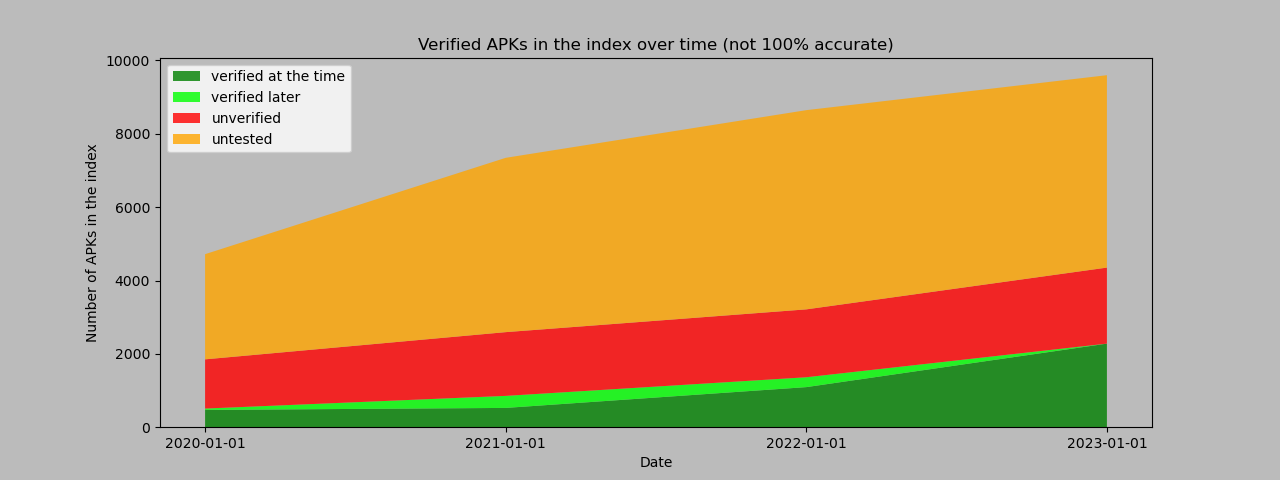 Verified APKs in the index over time (not 100% accurate)
verified at the time
verified later
unverified
untested
Number of APKs in the index
10000
8000
6000
4000
2000
0
2020-01-01 2021-01-01 2022-01-01 2023-01-01
Date